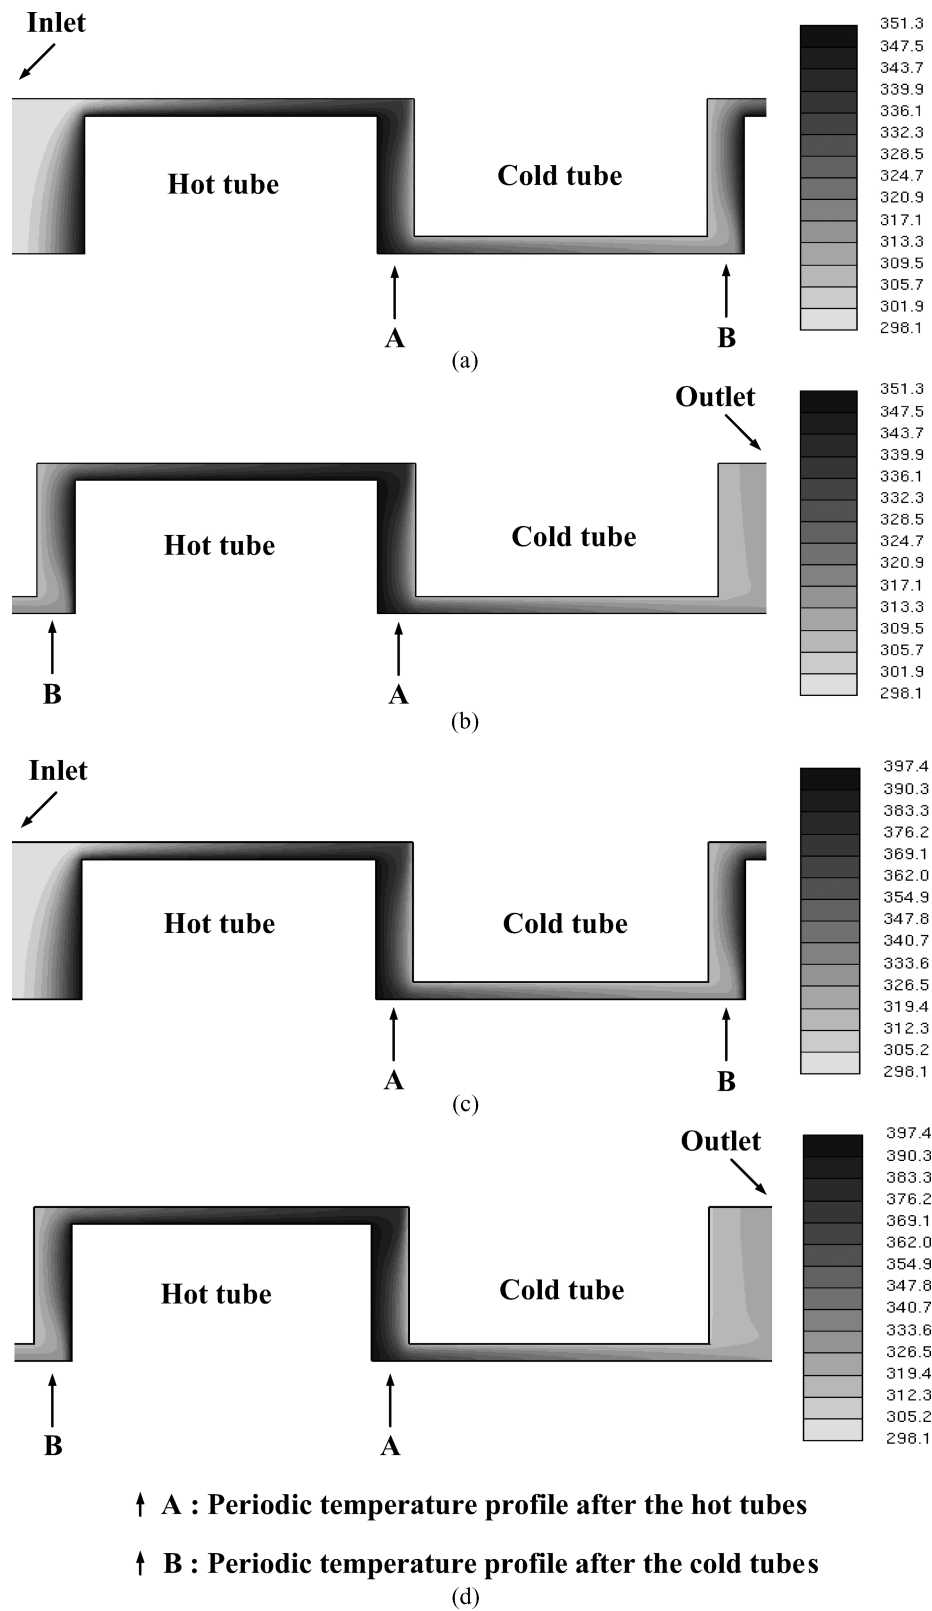 Inlet
351.3
347.5
343.7
339.9
336.1
332.3
328.5
324.7
320.9
317.1
313.3
309.5
305.7
301.9
298.1
Hot tube
Cold tube
A
B
(a)
Outlet
351.3
347.5
343.7
339.9
336.1
332.3
328.5
324.7
320.9
317.1
313.3
309.5
305.7
301.9
298.1
Hot tube
Cold tube
B
A
(b)
Inlet
397.4
390.3
383.3
376.2
369.1
362.0
354.9
347.8
340.7
333.6
326.5
319.4
312.3
305.2
298.1
Hot tube
Cold tube
A
B
(c)
Outlet
397.4
390.3
383.3
376.2
369.1
362.0
354.9
347.8
340.7
333.6
326.5
319.4
312.3
305.2
298.1
Hot tube
Cold tube
B
A
A : Periodic temperature profile after the hot tubes
B : Periodic temperature profile after the cold tubes
(d)